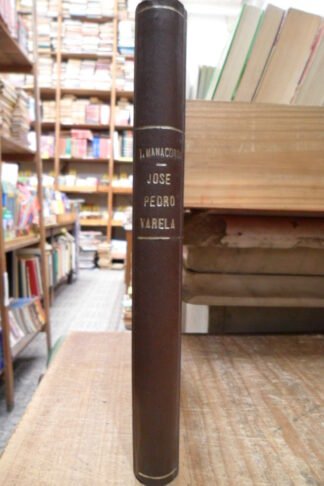 T. MANACORDA
JOSE
PEDRO
VARELA